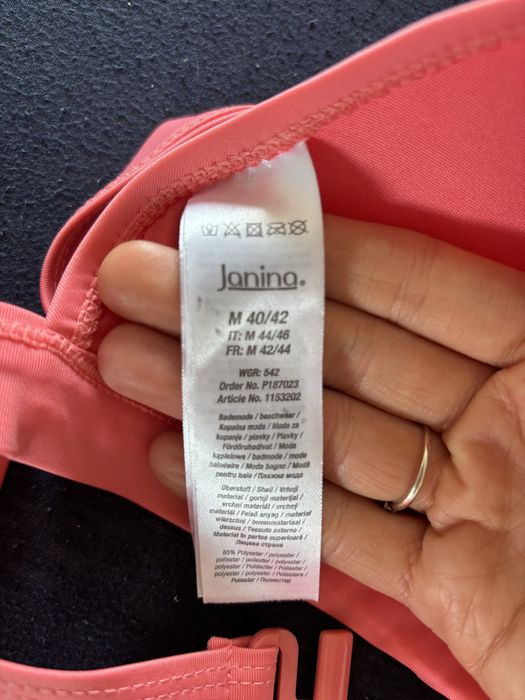 Janina®
M 40/42
IT: M 44/46
FR: M 42/44
WGR: 542
Order No. P187023
Article No. 1153202
Bademode / beachwear /
Kopalna moda / Moda za
kupanje / plavky / Plavky /
Fürdőruhadivat / Moda
kąpielowa / badmode / mode
balnéaire / Moda bagno / Modă
pentru baie / Плажна мода
Oberstoff / Shell / Vrhnji
material / gornji materijal /
vrchní materiál / vrchný
materiál / Felső anyag / materiał
wierzchni / bovenmateriaal /
dessus / Tessuto esterno /
Material în partea superioară /
Лицева страна
85% Polyester / polyester /
poliester / poliester / polyester /
polyester / Poliészter / Poliester /
polyester / polyester / Poliestere /
Poliester / Полиестер